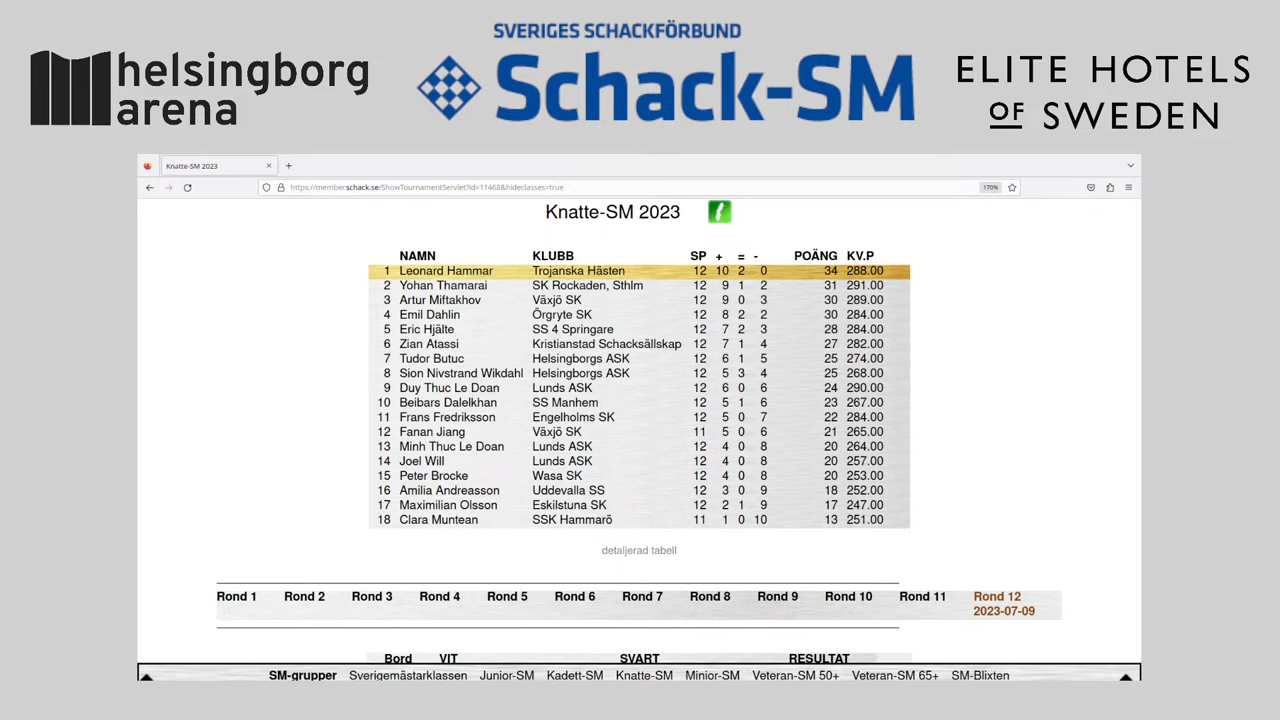 SVERIGES SCHACKFÖRBUND
Schack-SM
helsingborg
arena
ELITE HOTELS
OF SWEDEN
Knatte-SM 2023
https://member.schack.se/ShowTournamentServlet?id=11468&hideclasses=true 170%
Knatte-SM 2023
NAMN KLUBB SP + = - POÄNG KV.P
1 Leonard Hammar Trojanska Hästen 12 10 2 0 34 288.00
2 Yohan Thamarai SK Rockaden, Sthlm 12 9 1 2 31 291.00
3 Artur Miftakhov Växjö SK 12 9 0 3 30 289.00
4 Emil Dahlin Örgryte SK 12 8 2 2 30 284.00
5 Eric Hjälte SS 4 Springare 12 7 2 3 28 284.00
6 Zian Atassi Kristianstad Schacksällskap 12 7 1 4 27 282.00
7 Tudor Butuc Helsingborgs ASK 12 6 1 5 25 274.00
8 Sion Nivstrand Wikdahl Helsingborgs ASK 12 5 3 4 25 268.00
9 Duy Thuc Le Doan Lunds ASK 12 6 0 6 24 290.00
10 Beibars Dalelkhan SS Manhem 12 5 1 6 23 267.00
11 Frans Fredriksson Engelholms SK 12 5 0 7 22 284.00
12 Fanan Jiang Växjö SK 11 5 0 6 21 265.00
13 Minh Thuc Le Doan Lunds ASK 12 4 0 8 20 264.00
14 Joel Will Lunds ASK 12 4 0 8 20 257.00
15 Peter Brocke Wasa SK 12 4 0 8 20 253.00
16 Amilia Andreasson Uddevalla SS 12 3 0 9 18 252.00
17 Maximilian Olsson Eskilstuna SK 12 2 1 9 17 247.00
18 Clara Muntean SSK Hammarö 11 1 0 10 13 251.00
detaljerad tabell
Rond 1 Rond 2 Rond 3 Rond 4 Rond 5 Rond 6 Rond 7 Rond 8 Rond 9 Rond 10 Rond 11 Rond 12
2023-07-09
Bord VIT SVART RESULTAT
SM-grupper Sverigemästarklassen Junior-SM Kadett-SM Knatte-SM Minior-SM Veteran-SM 50+ Veteran-SM 65+ SM-Blixten